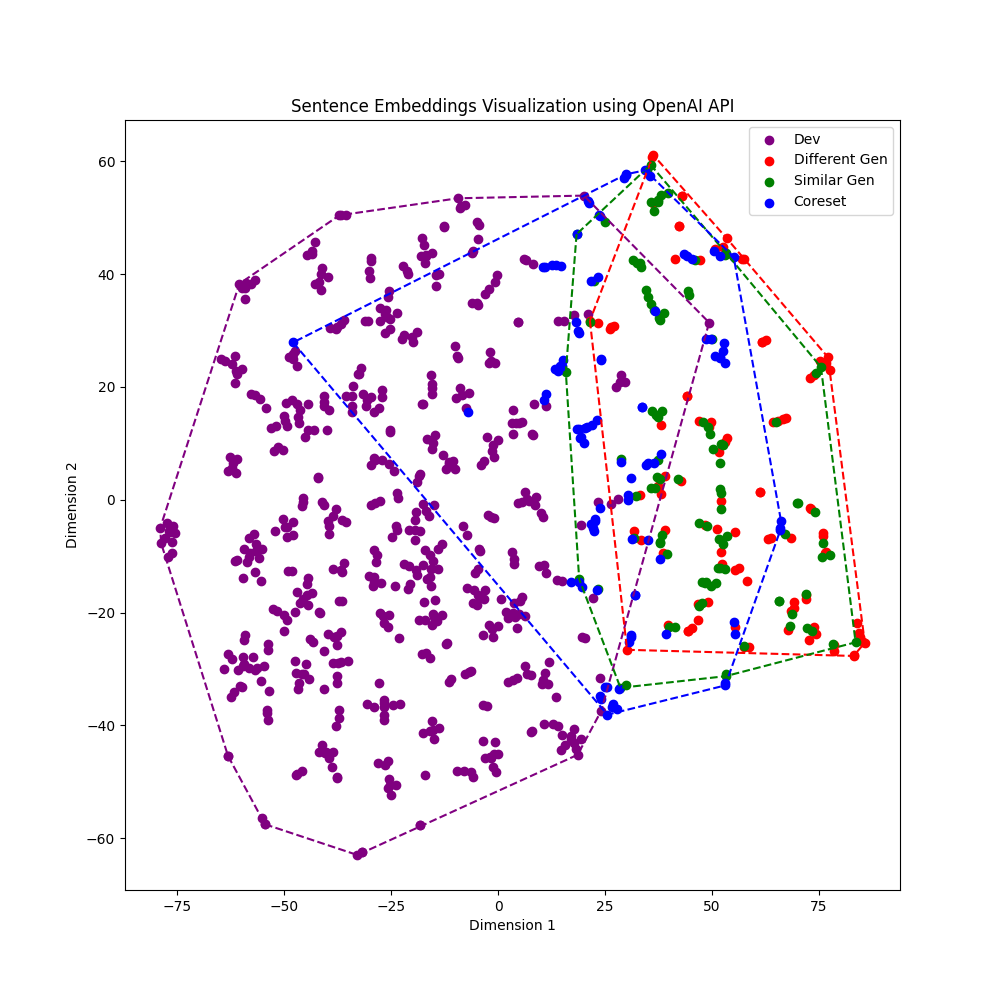 Sentence Embeddings Visualization using OpenAI API
Dev
Different Gen
Similar Gen
Coreset
60
40
20
0
−20
−40
−60
Dimension 2
−75
−50
−25
0
25
50
75
Dimension 1